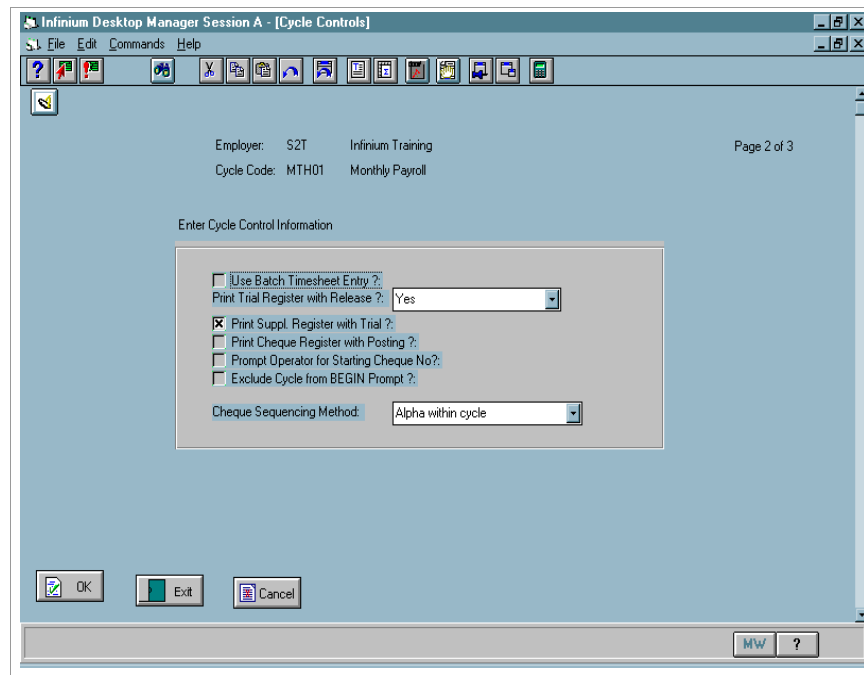 Infinium Desktop Manager Session A - [Cycle Controls]
File Edit Commands Help
Employer: S2T Infinium Training Page 2 of 3
Cycle Code: MTH01 Monthly Payroll
Enter Cycle Control Information
Use Batch Timesheet Entry ?:
Print Trial Register with Release ?: Yes
Print Suppl. Register with Trial ?:
Print Cheque Register with Posting ?:
Prompt Operator for Starting Cheque No?:
Exclude Cycle from BEGIN Prompt ?:
Cheque Sequencing Method: Alpha within cycle
OK Exit Cancel
MW ?